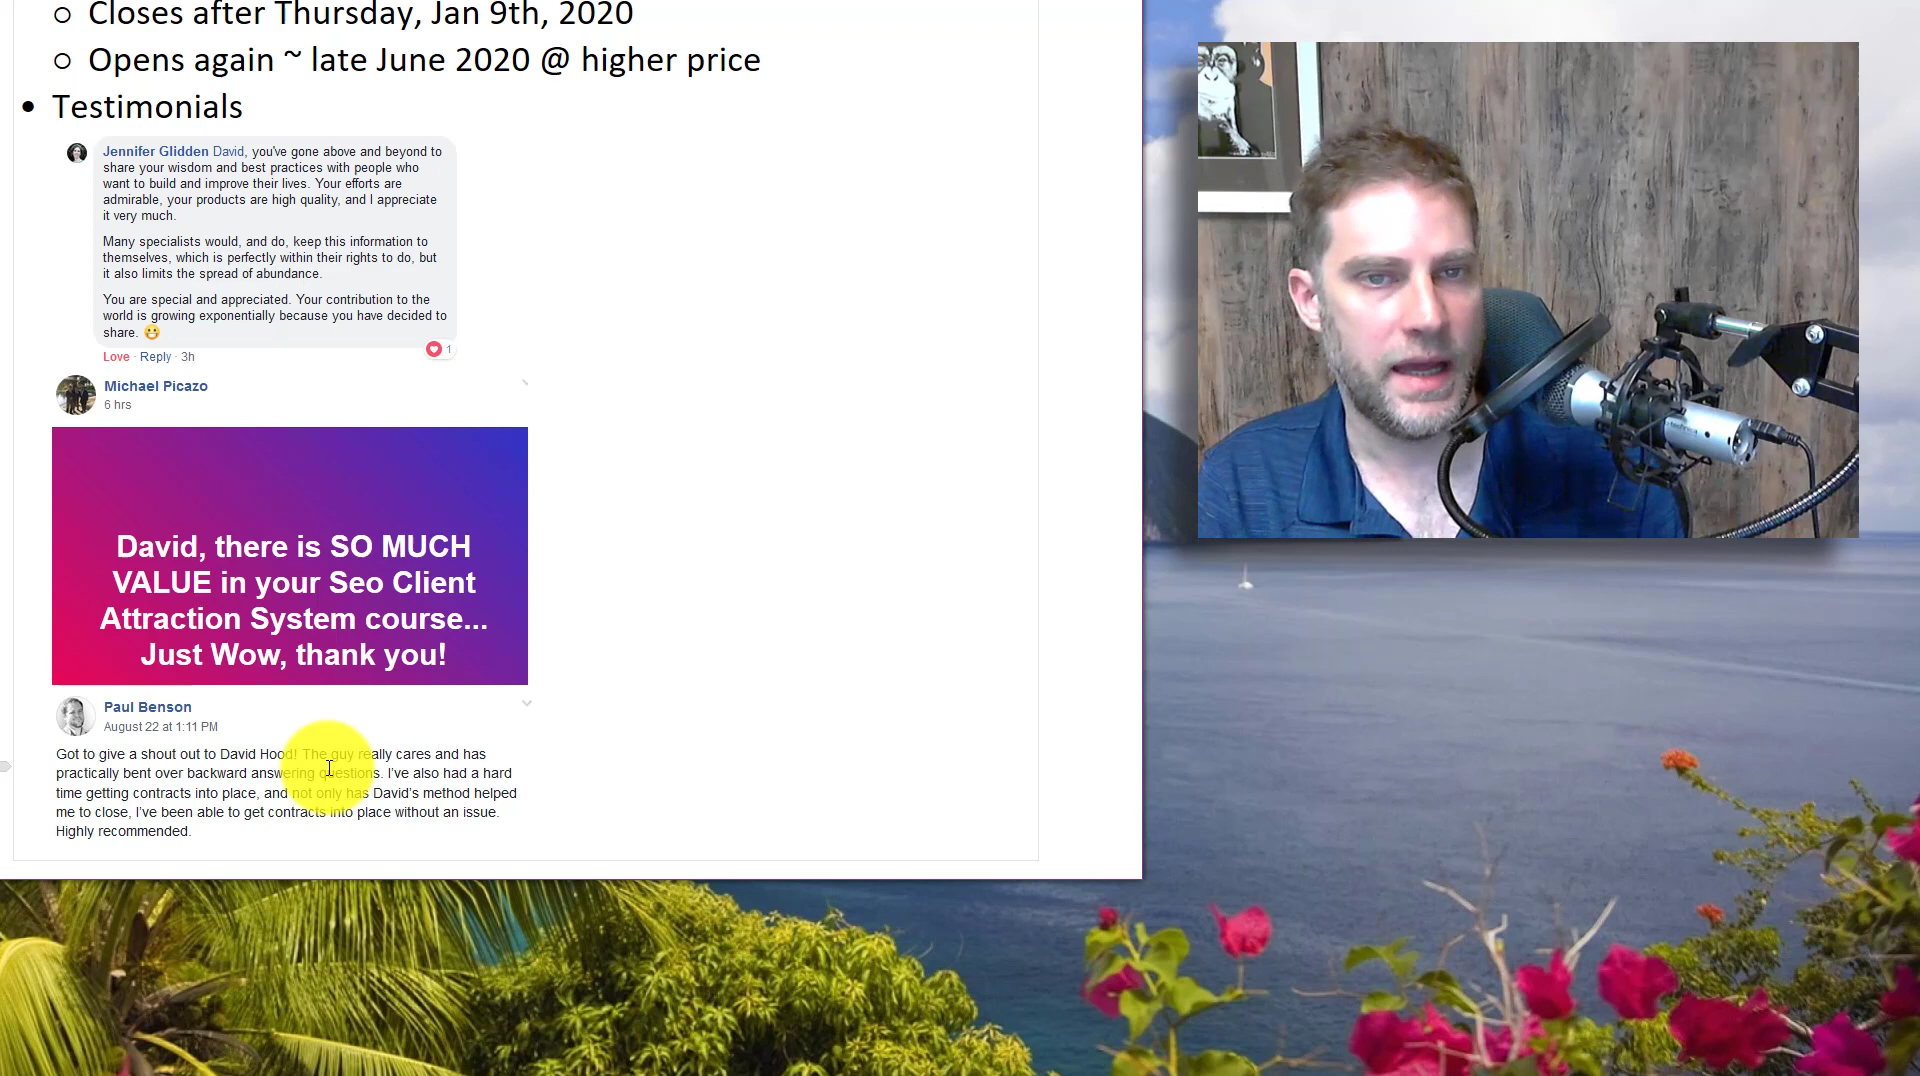 Closes after Thursday, Jan 9th, 2020
Opens again ~ late June 2020 @ higher price
Testimonials
Jennifer Glidden David, you've gone above and beyond to
share your wisdom and best practices with people who
want to build and improve their lives. Your efforts are
admirable, your products are high quality, and I appreciate
it very much.
Many specialists would, and do, keep this information to
themselves, which is perfectly within their rights to do, but
it also limits the spread of abundance.
You are special and appreciated. Your contribution to the
world is growing exponentially because you have decided to
share. 😀
Love · Reply · 3h
1
Michael Picazo
6 hrs
David, there is SO MUCH
VALUE in your Seo Client
Attraction System course...
Just Wow, thank you!
Paul Benson
August 22 at 1:11 PM
Got to give a shout out to David Hood! The guy really cares and has
practically bent over backward answering questions. I've also had a hard
time getting contracts into place, and not only has David's method helped
me to close, I've been able to get contracts into place without an issue.
Highly recommended.